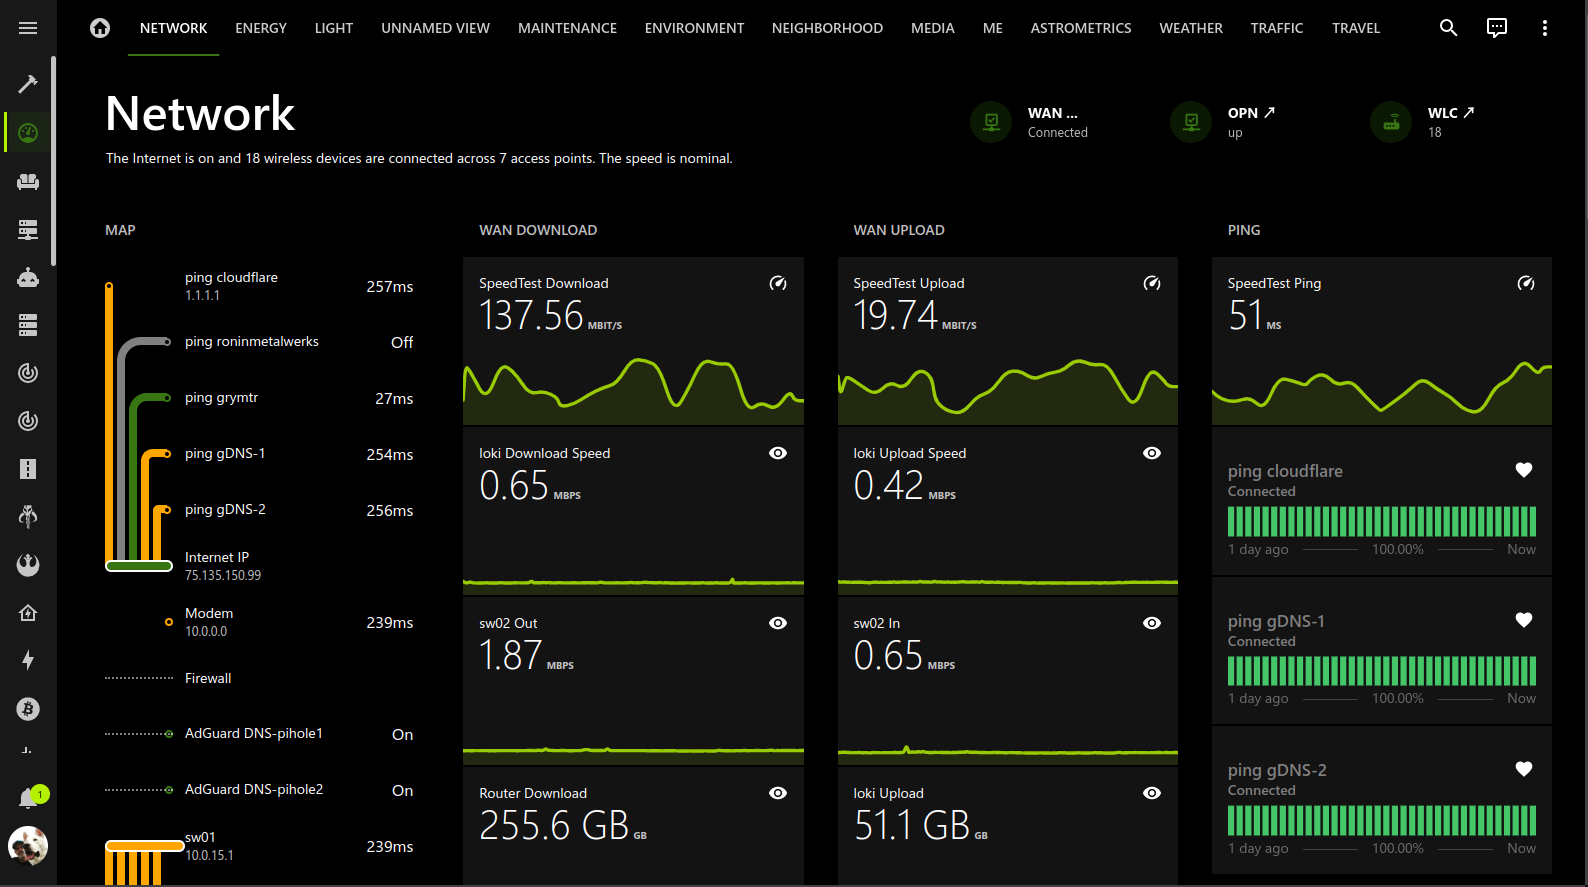 NETWORK ENERGY LIGHT UNNAMED VIEW MAINTENANCE ENVIRONMENT NEIGHBORHOOD MEDIA ME ASTROMETRICS WEATHER TRAFFIC TRAVEL
Network
The Internet is on and 18 wireless devices are connected across 7 access points. The speed is nominal.
WAN ...
Connected
OPN ↗
up
WLC ↗
18
MAP
ping cloudflare
1.1.1.1
257ms
ping roninmetalwerks
Off
ping grymtr
27ms
ping gDNS-1
254ms
ping gDNS-2
256ms
Internet IP
75.135.150.99
Modem
10.0.0.0
239ms
Firewall
AdGuard DNS-pihole1
On
AdGuard DNS-pihole2
On
sw01
10.0.15.1
239ms
WAN DOWNLOAD
SpeedTest Download
137.56 MBIT/S
loki Download Speed
0.65 MBPS
sw02 Out
1.87 MBPS
Router Download
255.6 GB GB
WAN UPLOAD
SpeedTest Upload
19.74 MBIT/S
loki Upload Speed
0.42 MBPS
sw02 In
0.65 MBPS
loki Upload
51.1 GB GB
PING
SpeedTest Ping
51 MS
ping cloudflare
Connected
1 day ago 100.00% Now
ping gDNS-1
Connected
1 day ago 100.00% Now
ping gDNS-2
Connected
1 day ago 100.00% Now
1